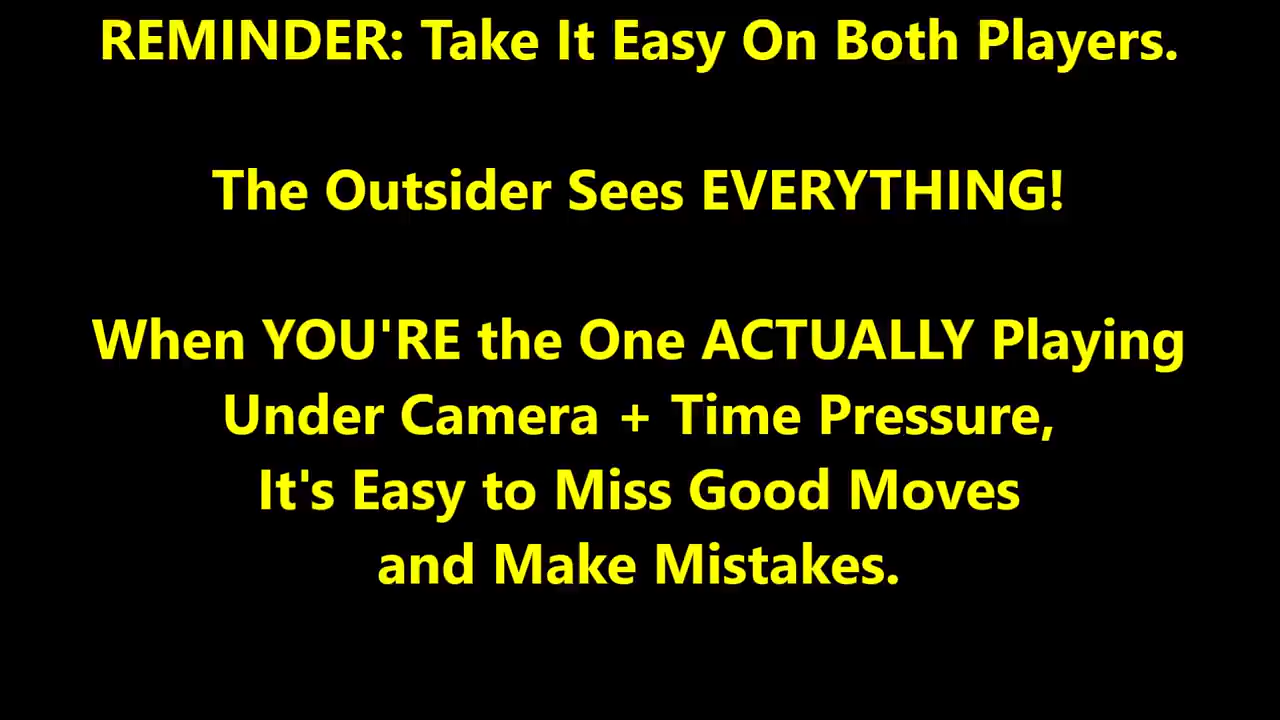 REMINDER: Take It Easy On Both Players.
The Outsider Sees EVERYTHING!
When YOU'RE the One ACTUALLY Playing
Under Camera + Time Pressure,
It's Easy to Miss Good Moves
and Make Mistakes.